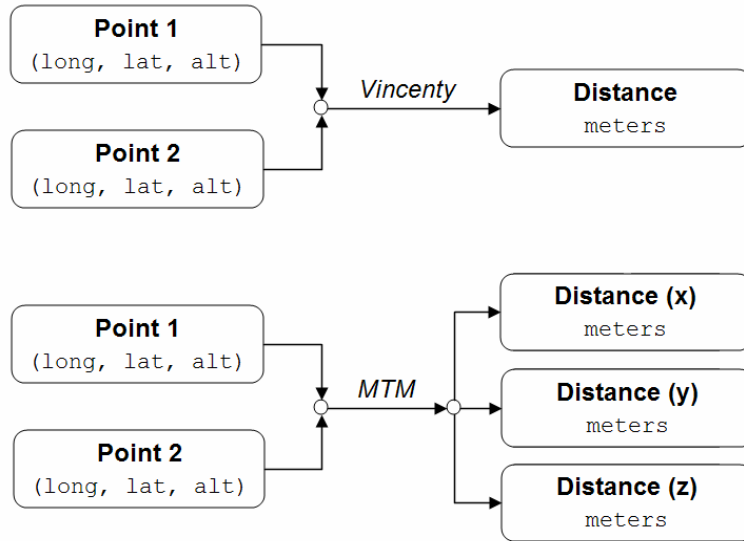 Point 1
(long, lat, alt)
Vincenty
Distance
meters
Point 2
(long, lat, alt)
Point 1
(long, lat, alt)
MTM
Point 2
(long, lat, alt)
Distance (x)
meters
Distance (y)
meters
Distance (z)
meters